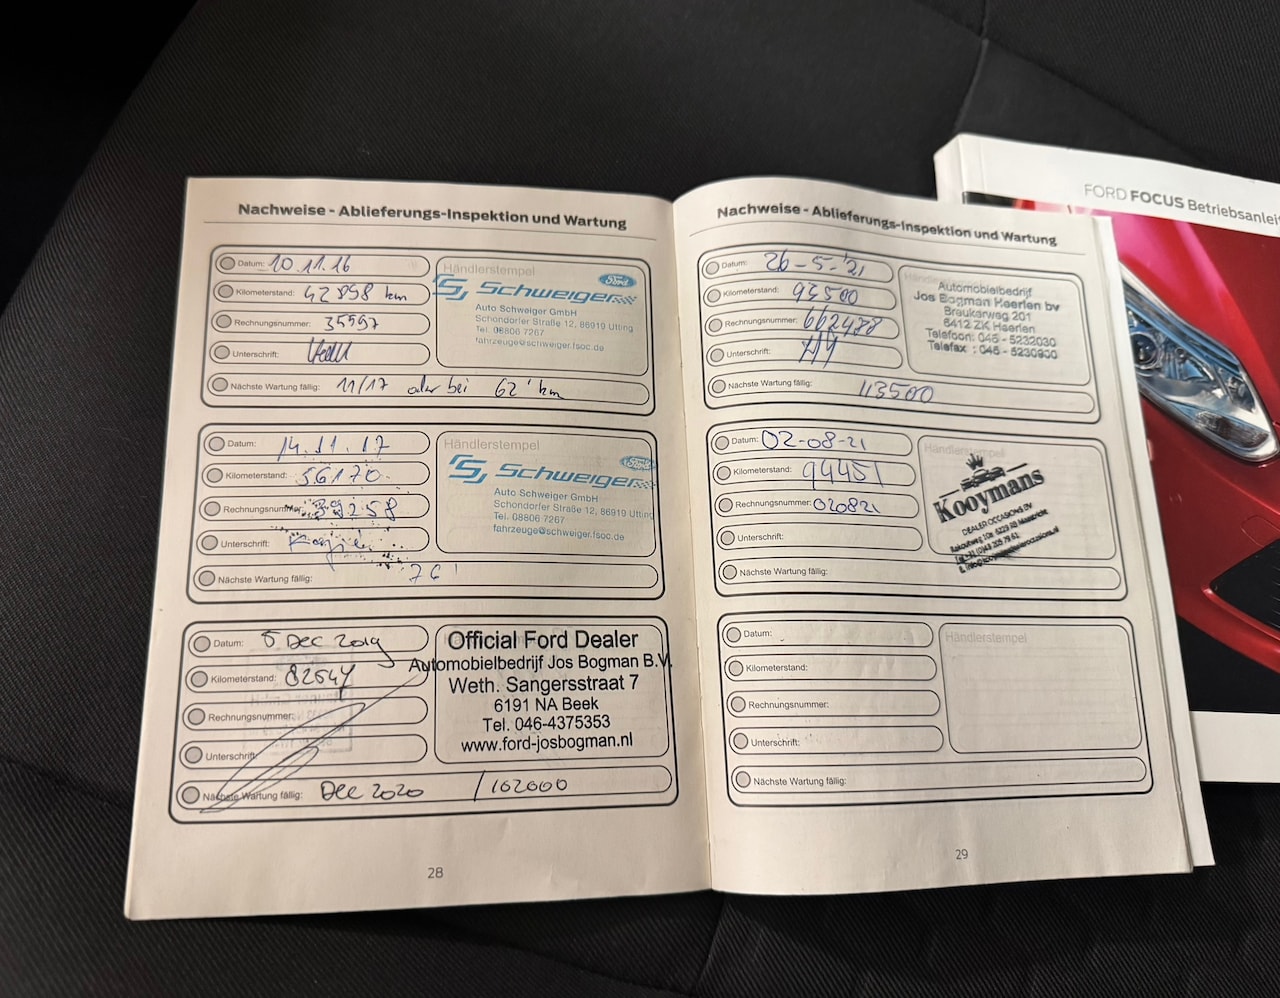 Nachweise - Ablieferungs-Inspektion und Wartung
Datum: 10.11.16
Kilometerstand: 42898 km
Rechnungsnummer: 35597
Unterschrift:
Nächste Wartung fällig: 11/17 oder bei 62' km
Händlerstempel
Ford
Schweiger
Auto Schweiger GmbH
Schondorfer Straße 12, 86919 Utting
Tel. 08806 7267
fahrzeuge@schweiger.fsoc.de
Datum: 14.11.17
Kilometerstand: 56170
Rechnungsnummer: 39258
Unterschrift:
Nächste Wartung fällig: 76'
Händlerstempel
Ford
Schweiger
Auto Schweiger GmbH
Schondorfer Straße 12, 86919 Utting
Tel. 08806 7267
fahrzeuge@schweiger.fsoc.de
Datum: 5 Dec 2019
Kilometerstand: 82544
Rechnungsnummer:
Unterschrift:
Nächste Wartung fällig: Dec 2020 / 102000
Official Ford Dealer
Automobielbedrijf Jos Bogman B.V.
Weth. Sangersstraat 7
6191 NA Beek
Tel. 046-4375353
www.ford-josbogman.nl
28
Nachweise - Ablieferungs-Inspektion und Wartung
Datum: 26-5-'21
Kilometerstand: 93500
Rechnungsnummer: 662488
Unterschrift:
Nächste Wartung fällig: 113500
Automobielbedrijf
Jos Bogman Heerlen bv
Breukerweg 201
6412 ZK Heerlen
Telefoon: 045 - 5232030
Telefax : 045 - 5230900
Datum: 02-08-21
Kilometerstand: 94451
Rechnungsnummer: 020821
Unterschrift:
Nächste Wartung fällig:
Händlerstempel
Kooymans
DEALER OCCASIONS BV
Datum:
Kilometerstand:
Rechnungsnummer:
Unterschrift:
Nächste Wartung fällig:
Händlerstempel
29
FORD FOCUS